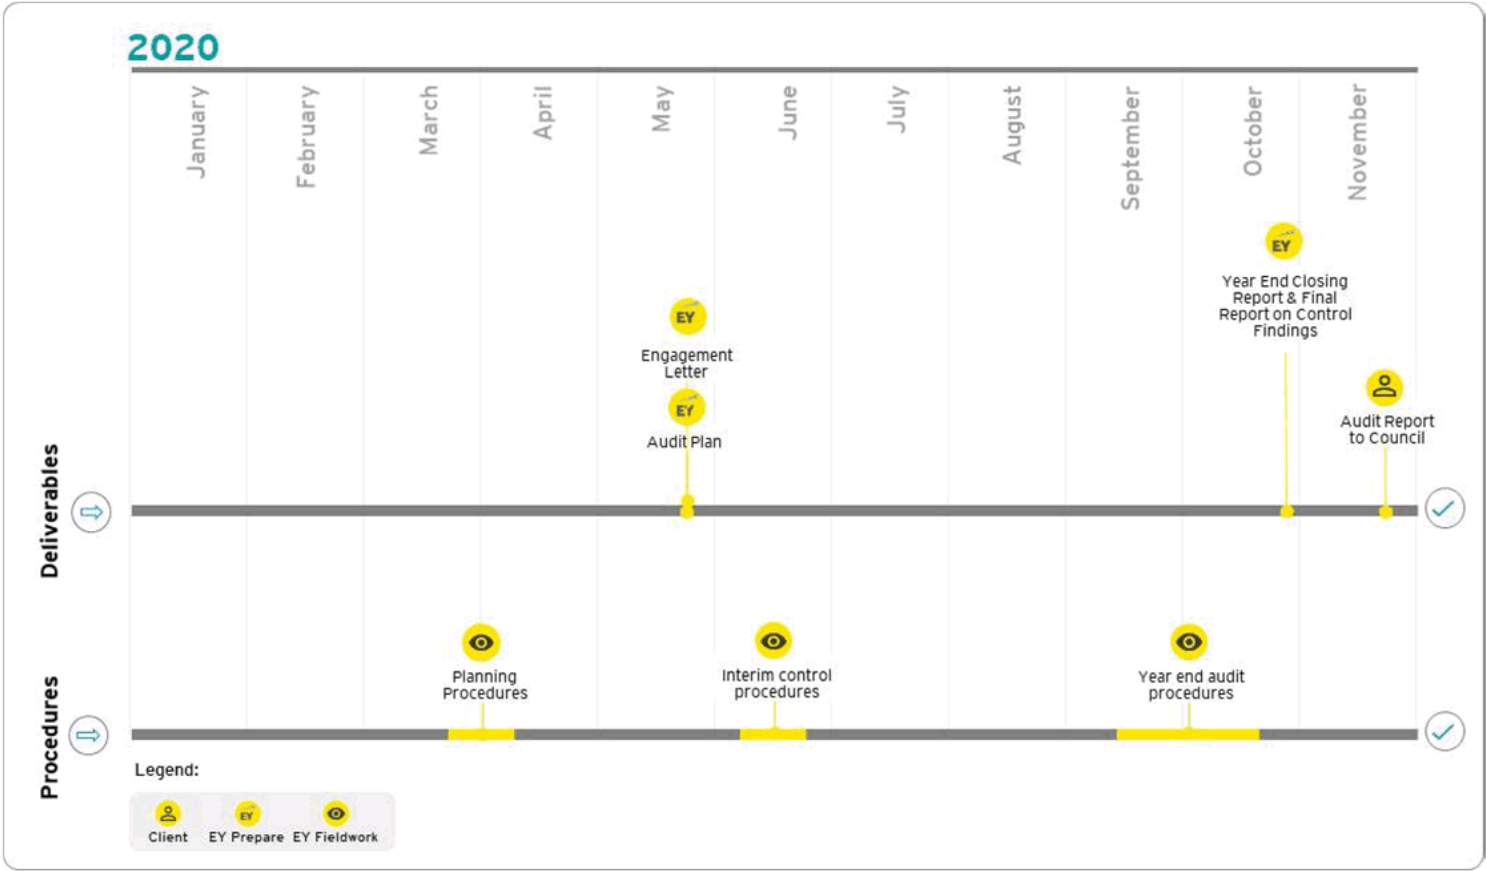 2020
January
February
March
April
May
June
July
August
September
October
November
EY
Year End Closing
Report & Final
Report on Control
Findings
EY
Engagement
Letter
EY
Audit Plan
Audit Report
to Council
Deliverables
Planning
Procedures
Interim control
procedures
Year end audit
procedures
Procedures
Legend:
EY
Client
EY Prepare
EY Fieldwork